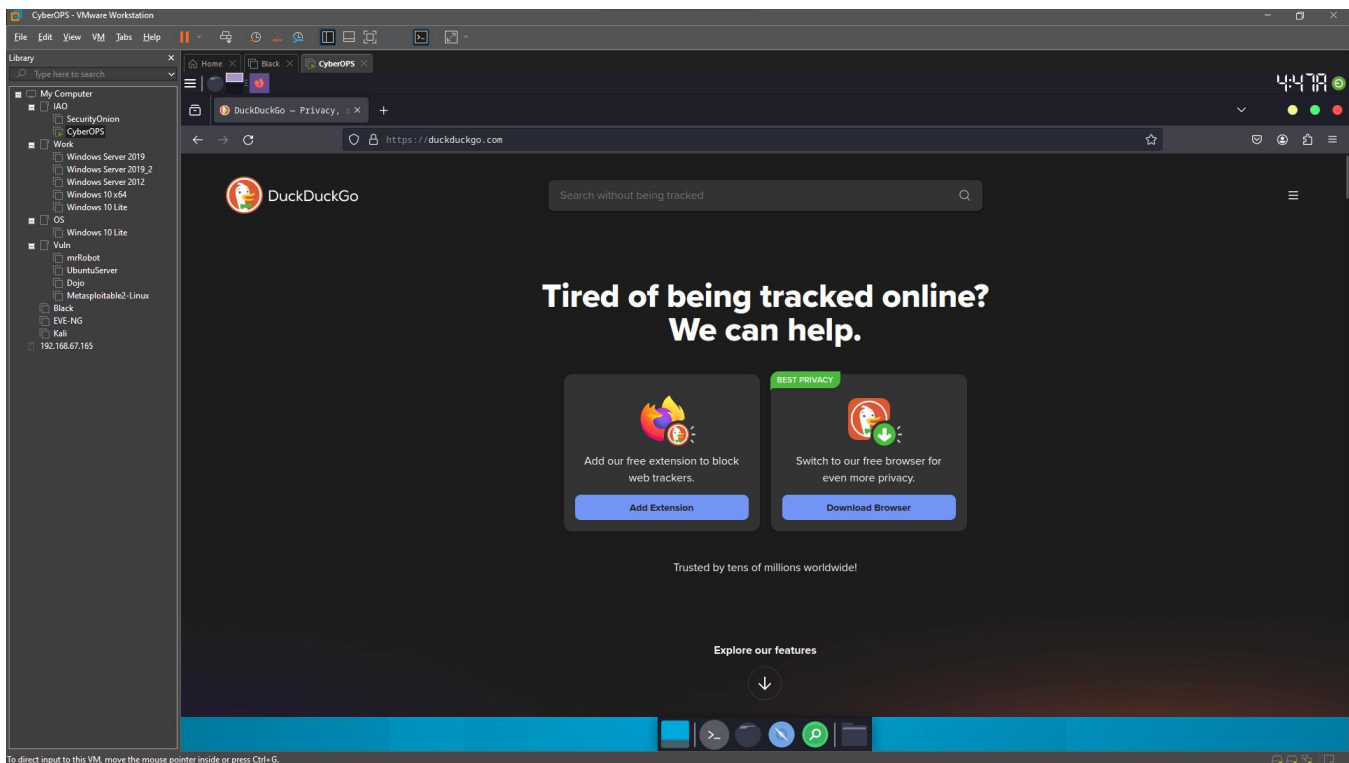 CyberOPS - VMware Workstation
File Edit View VM Tabs Help
Library
Type here to search
My Computer
IAO
SecurityOnion
CyberOPS
Work
Windows Server 2019
Windows Server 2019_2
Windows Server 2012
Windows 10 x64
Windows 10 Lite
OS
Windows 10 Lite
Vuln
mrRobot
UbuntuServer
Dojo
Metasploitable2-Linux
Black
EVE-NG
Kali
192.168.67.165
Home Black CyberOPS
DuckDuckGo — Privacy,
https://duckduckgo.com
DuckDuckGo
Search without being tracked
Tired of being tracked online?
We can help.
Add our free extension to block
web trackers.
Add Extension
BEST PRIVACY
Switch to our free browser for
even more privacy.
Download Browser
Trusted by tens of millions worldwide!
Explore our features
To direct input to this VM, move the mouse pointer inside or press Ctrl+G.